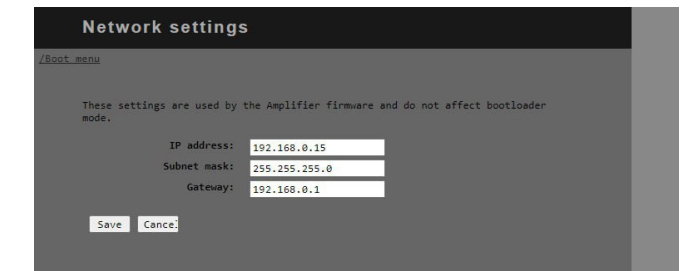 Network settings
/Boot menu
These settings are used by the Amplifier firmware and do not affect bootloader
mode.
IP address: 192.168.0.15
Subnet mask: 255.255.255.0
Gateway: 192.168.0.1
Save Cancel